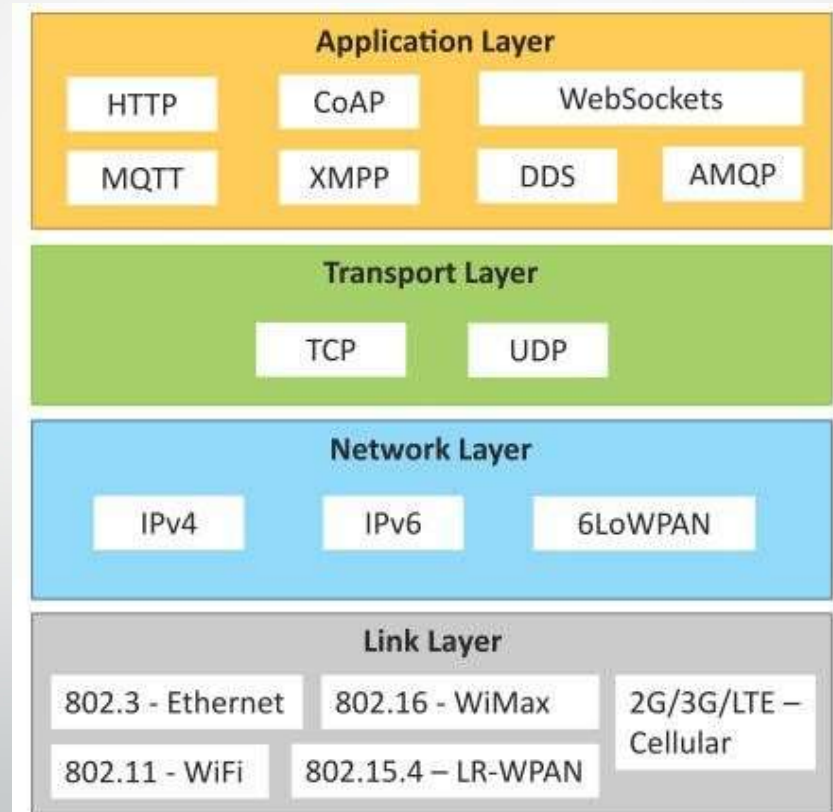 Application Layer
HTTP
CoAP
WebSockets
MQTT
XMPP
DDS
AMQP
Transport Layer
TCP
UDP
Network Layer
IPv4
IPv6
6LoWPAN
Link Layer
802.3 - Ethernet
802.16 - WiMax
2G/3G/LTE –
Cellular
802.11 - WiFi
802.15.4 – LR-WPAN